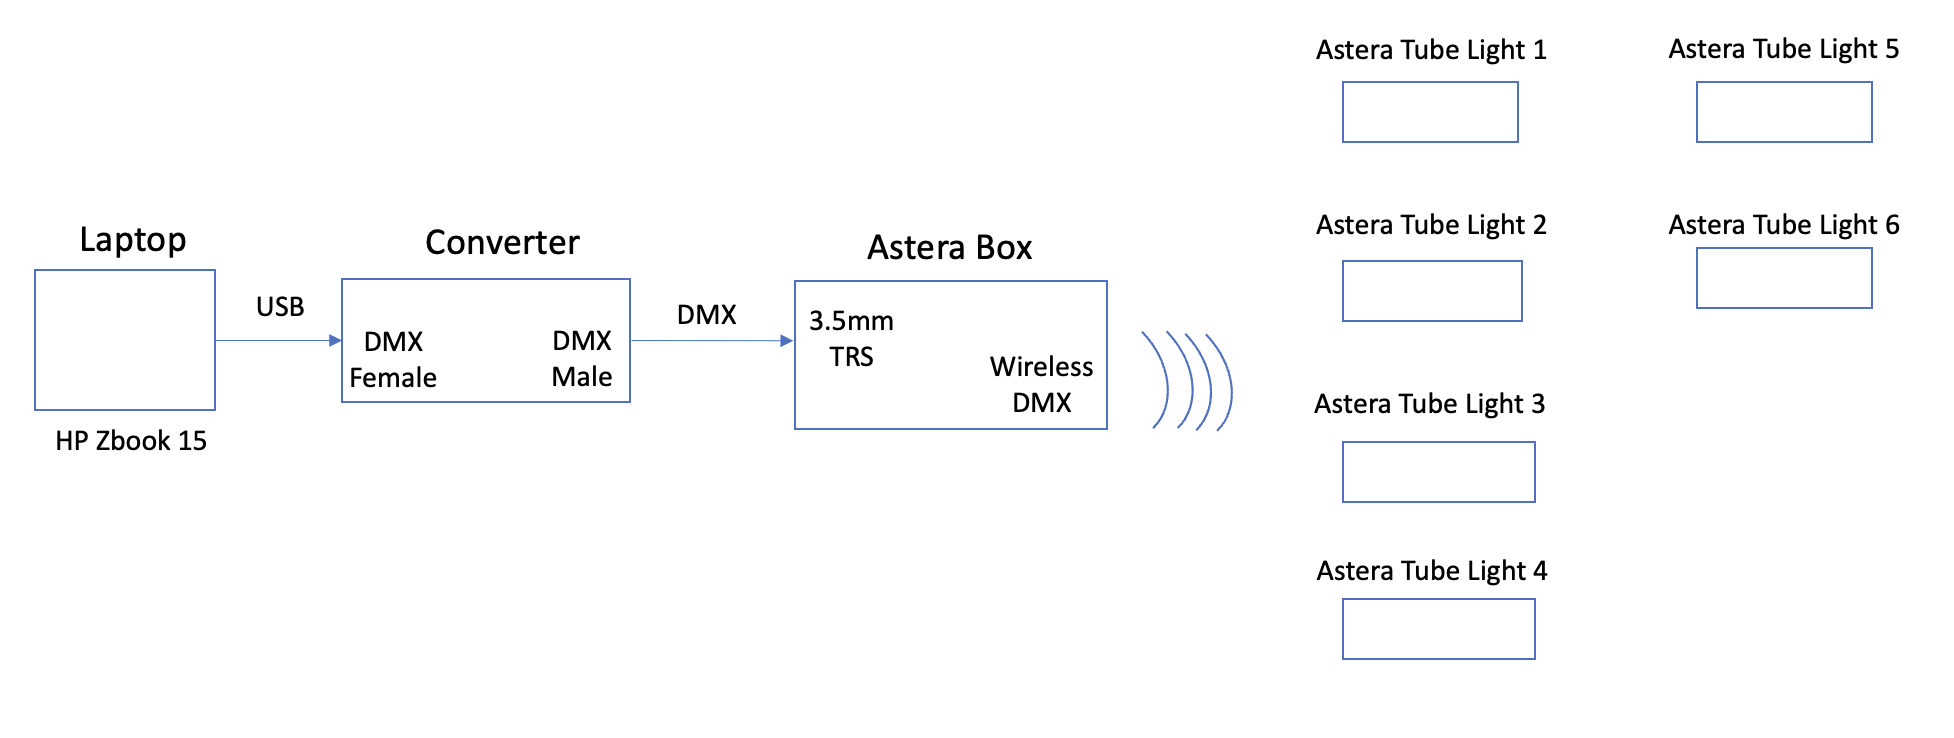 Laptop
HP Zbook 15
USB
Converter
DMX
Female
DMX
Male
DMX
Astera Box
3.5mm
TRS
Wireless
DMX
Astera Tube Light 1
Astera Tube Light 2
Astera Tube Light 3
Astera Tube Light 4
Astera Tube Light 5
Astera Tube Light 6